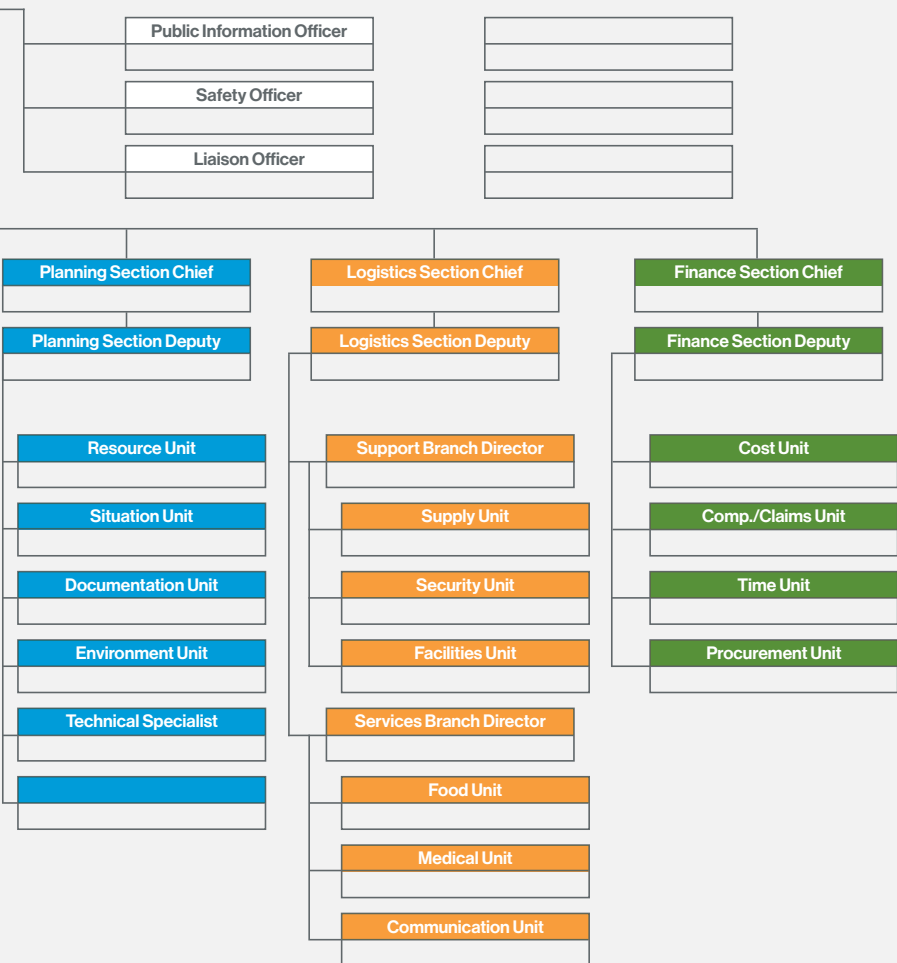 Public Information Officer
Safety Officer
Liaison Officer
Planning Section Chief
Logistics Section Chief
Finance Section Chief
Planning Section Deputy
Logistics Section Deputy
Finance Section Deputy
Resource Unit
Support Branch Director
Cost Unit
Situation Unit
Supply Unit
Comp./Claims Unit
Documentation Unit
Security Unit
Time Unit
Environment Unit
Facilities Unit
Procurement Unit
Technical Specialist
Services Branch Director
Food Unit
Medical Unit
Communication Unit